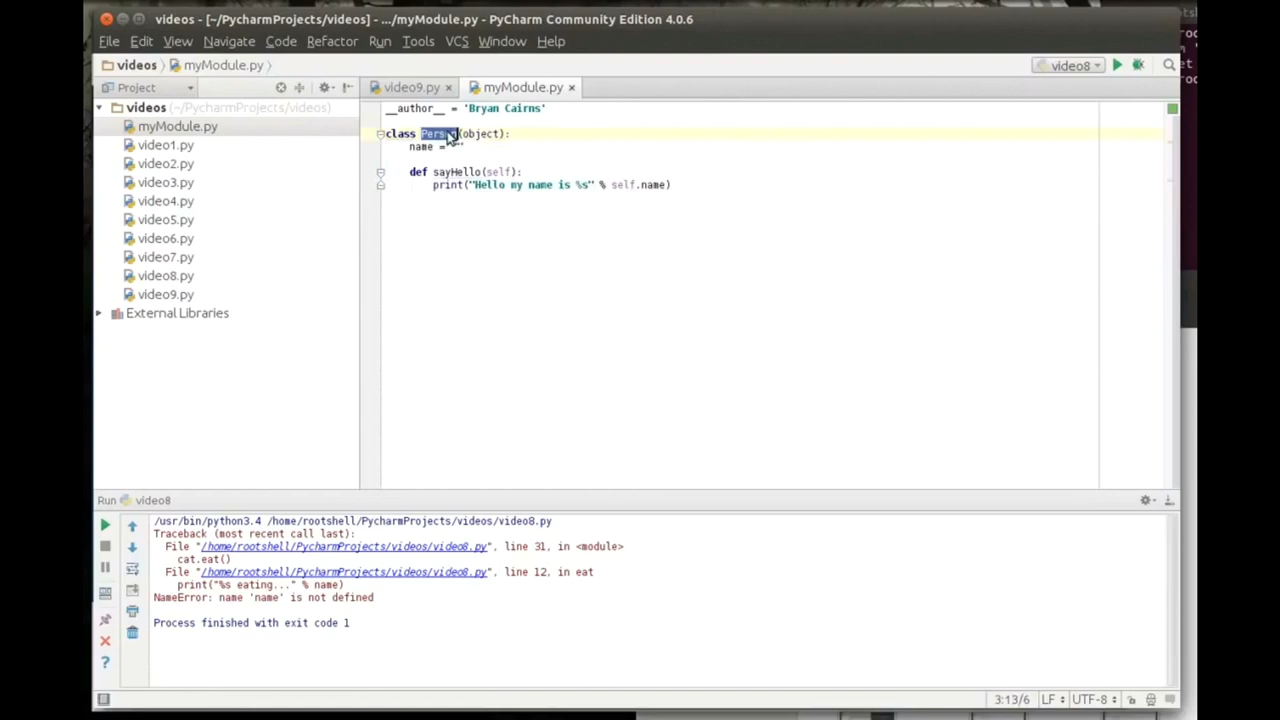 videos - [~/PycharmProjects/videos] - .../myModule.py - PyCharm Community Edition 4.0.6
File Edit View Navigate Code Refactor Run Tools VCS Window Help
videos myModule.py
video8
Project
video9.py
myModule.py
videos (~/PycharmProjects/videos)
myModule.py
video1.py
video2.py
video3.py
video4.py
video5.py
video6.py
video7.py
video8.py
video9.py
External Libraries
__author__ = 'Bryan Cairns'
class Person(object):
name = ""
def sayHello(self):
print("Hello my name is %s" % self.name)
Run video8
/usr/bin/python3.4 /home/rootshell/PycharmProjects/videos/video8.py
Traceback (most recent call last):
File "/home/rootshell/PycharmProjects/videos/video8.py", line 31, in <module>
cat.eat()
File "/home/rootshell/PycharmProjects/videos/video8.py", line 12, in eat
print("%s eating..." % name)
NameError: name 'name' is not defined
Process finished with exit code 1
3:13/6 LF UTF-8